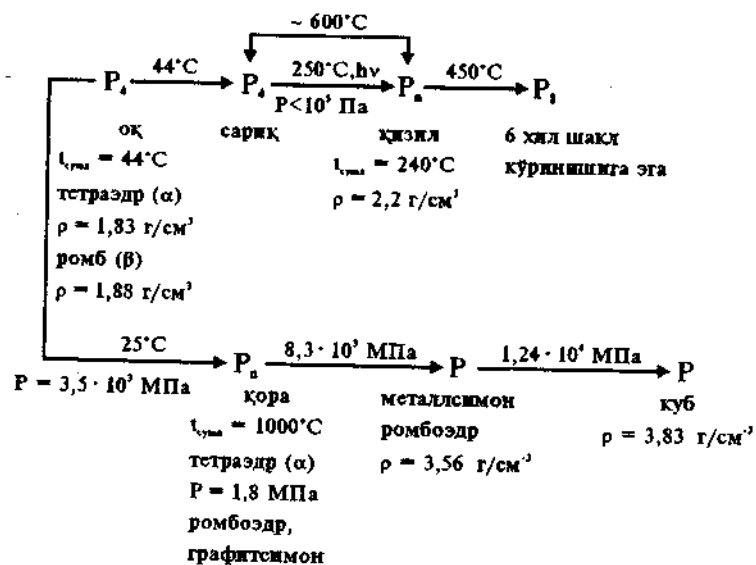 ~ 600°C
P₄ 44°C P₄ 250°C,hν Pₙ 450°C P₈
P<10⁵ Па
оқ сариқ қизил 6 хил шакл
t суюқ = 44°C t суюқ = 240°C кўринишига эга
тетраэдр (α) ρ = 2,2 г/см³
ρ = 1,83 г/см³
ромб (β)
ρ = 1,88 г/см³
25°C Pₙ 8,3 · 10³ МПа P 1,24 · 10⁴ МПа P
P = 3,5 · 10³ МПа
қора металлсимон куб
t суюқ = 1000°C ромбоэдр ρ = 3,83 г/см³
тетраэдр (α) ρ = 3,56 г/см³
P = 1,8 МПа
ромбоэдр,
графитсимон